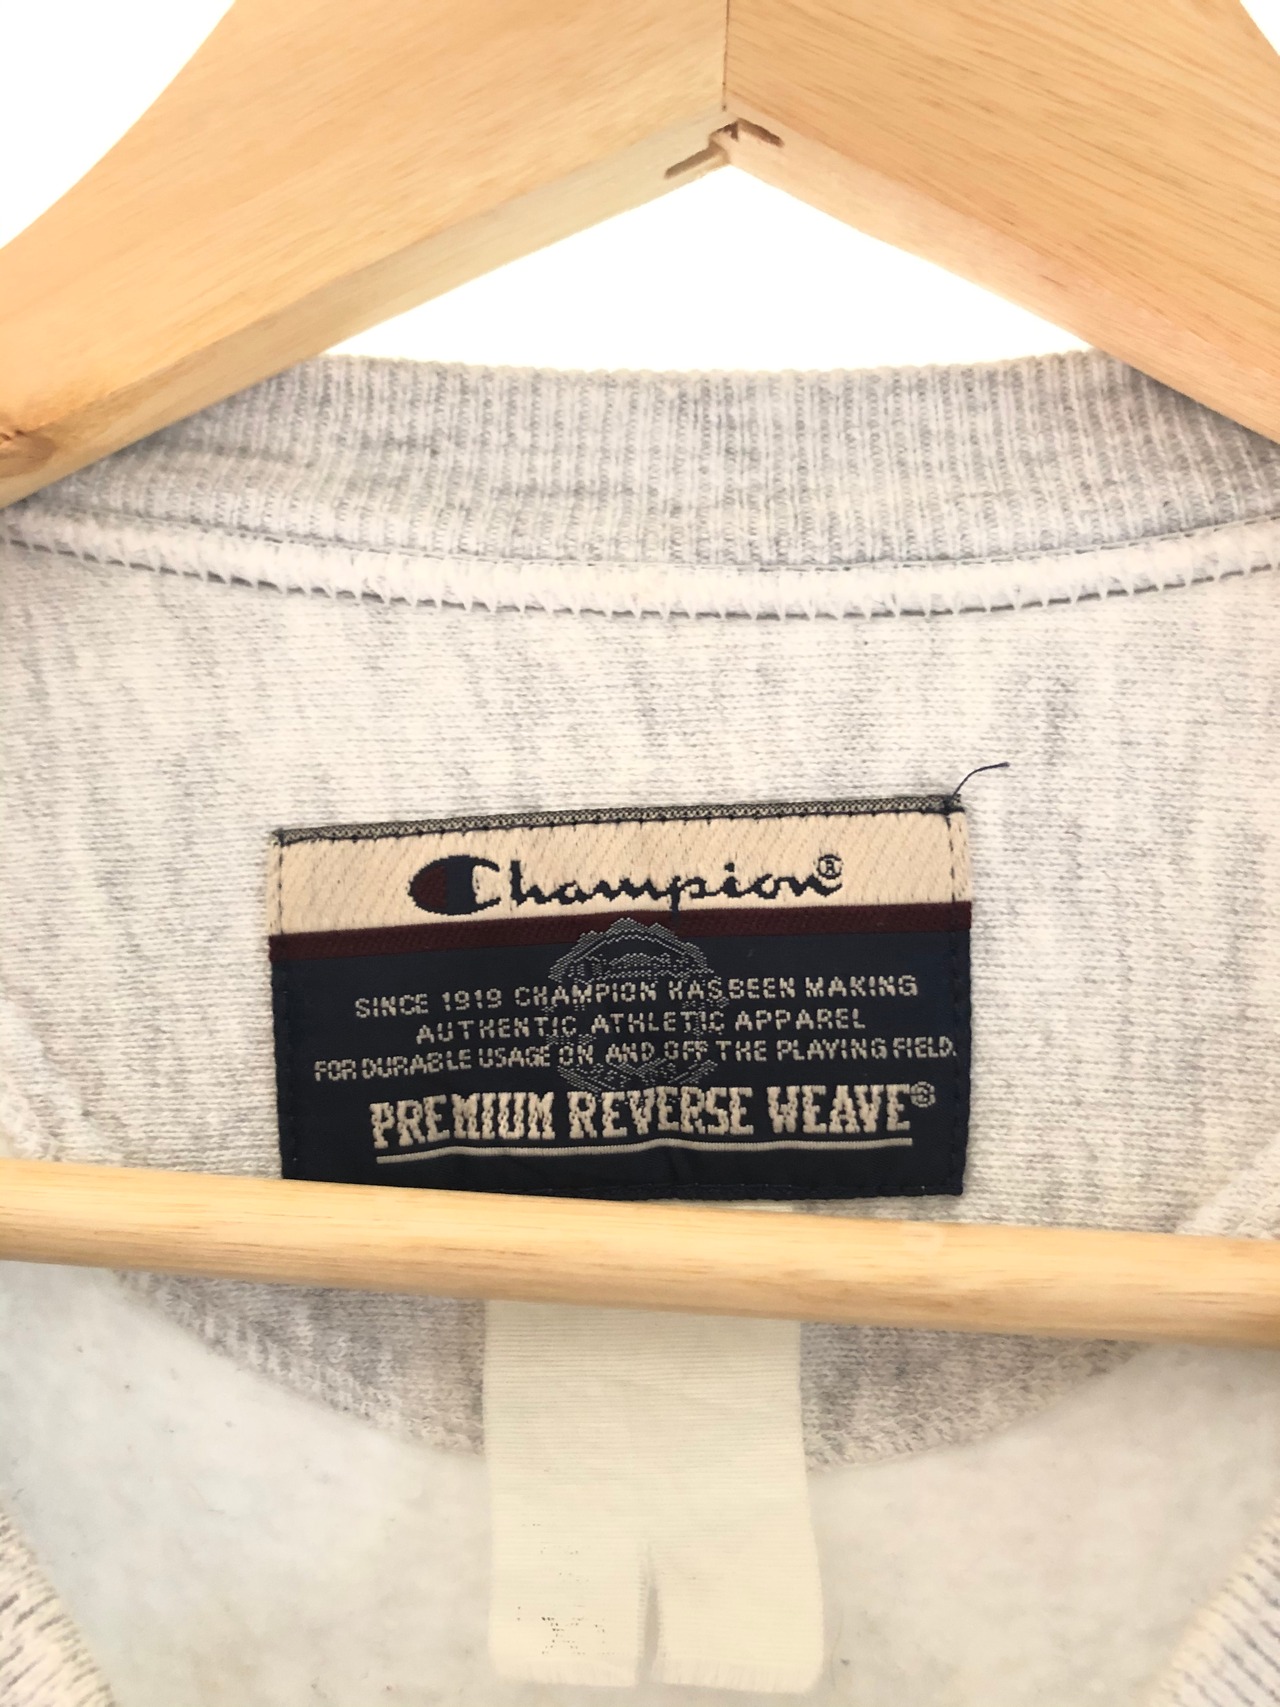 Champion®
SINCE 1919 CHAMPION HAS BEEN MAKING
AUTHENTIC ATHLETIC APPAREL
FOR DURABLE USAGE ON AND OFF THE PLAYING FIELD.
PREMIUM REVERSE WEAVE®